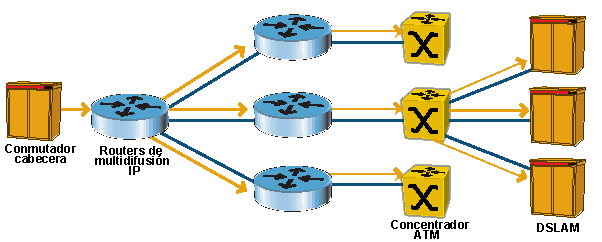 Conmutador
cabecera
Routers de
multidifusión
IP
Concentrador
ATM
DSLAM